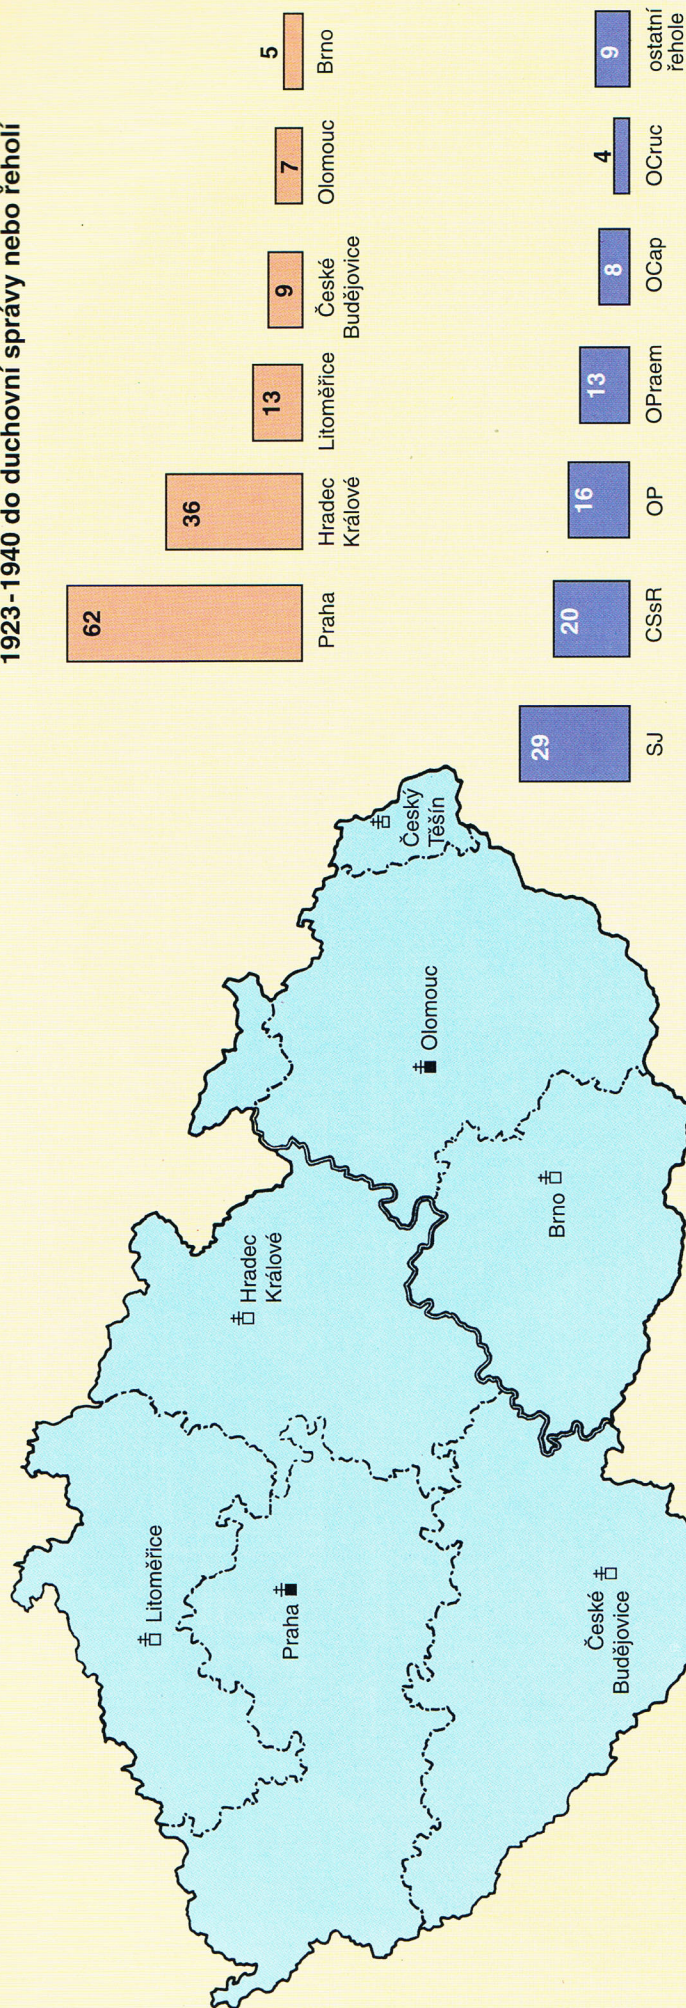 1923-1940 do duchovní správy nebo řeholí
62
36
13
9
7
5
Praha
Hradec
Králové
Litoměřice
České
Budějovice
Olomouc
Brno
29
20
16
13
8
4
9
SJ
CSsR
OP
OPraem
OCap
OCruc
ostatní
řehole
Litoměřice
Praha
Hradec
Králové
České
Budějovice
Brno
Olomouc
Český
Těšín